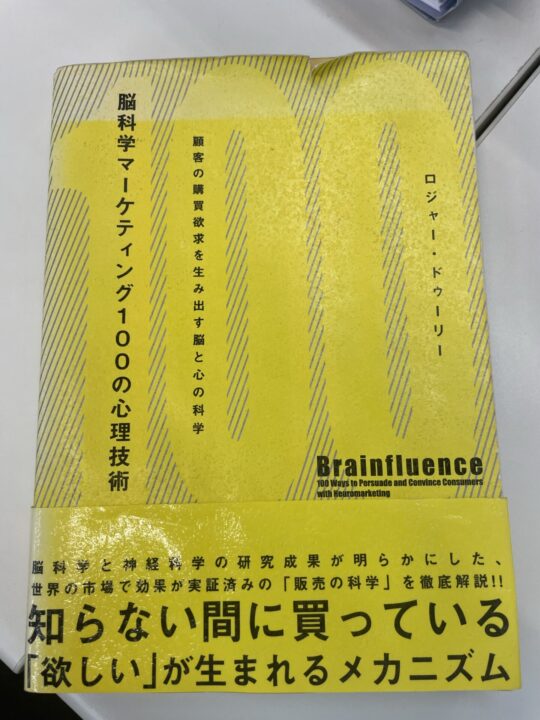 脳科学マーケティング100の心理技術
顧客の購買欲求を生み出す脳と心の科学
ロジャー・ドゥーリー
100
Brainfluence
100 Ways to Persuade and Convince Consumers
with Neuromarketing
脳科学と神経科学の研究成果が明らかにした、
世界の市場で効果が実証済みの「販売の科学」を徹底解説!!
知らない間に買っている
「欲しい」が生まれるメカニズム